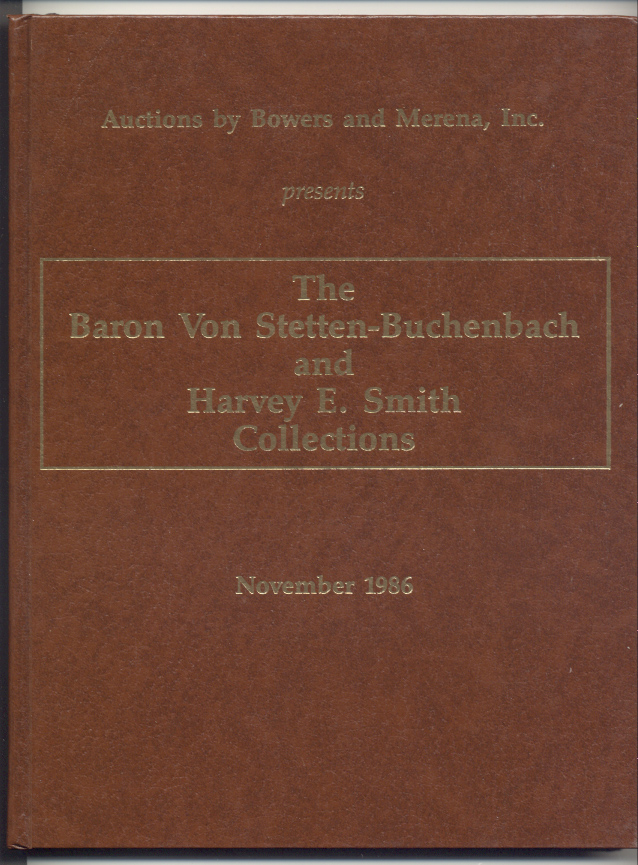 Auctions by Bowers and Merena, Inc.
presents
The
Baron Von Stetten-Buchenbach
and
Harvey E. Smith
Collections
November 1986